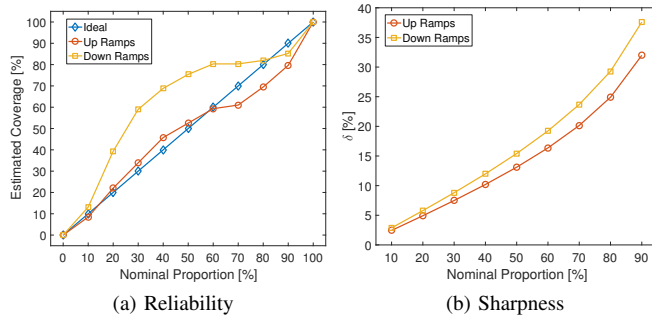 Ideal
Up Ramps
Down Ramps
Estimated Coverage [%]
100
90
80
70
60
50
40
30
20
10
0
0 10 20 30 40 50 60 70 80 90 100
Nominal Proportion [%]
(a) Reliability
Up Ramps
Down Ramps
δ [%]
40
35
30
25
20
15
10
5
0
10 20 30 40 50 60 70 80 90
Nominal Proportion [%]
(b) Sharpness